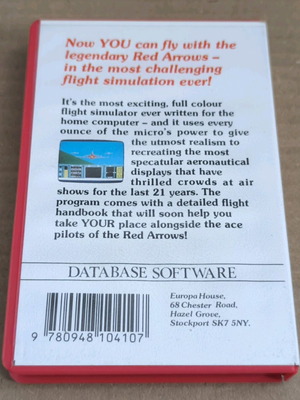 Now YOU can fly with the
legendary Red Arrows –
in the most challenging
flight simulation ever!
It's the most exciting, full colour
flight simulator ever written for the
home computer – and it uses every
ounce of the micro's power to give
the utmost realism to
recreating the most
specatular aeronautical
displays that have
thrilled crowds at air
shows for the last 21 years. The
program comes with a detailed flight
handbook that will soon help you
take YOUR place alongside the ace
pilots of the Red Arrows!
DATABASE SOFTWARE
Europa House,
68 Chester Road,
Hazel Grove,
Stockport SK7 5NY.
9 780948 104107